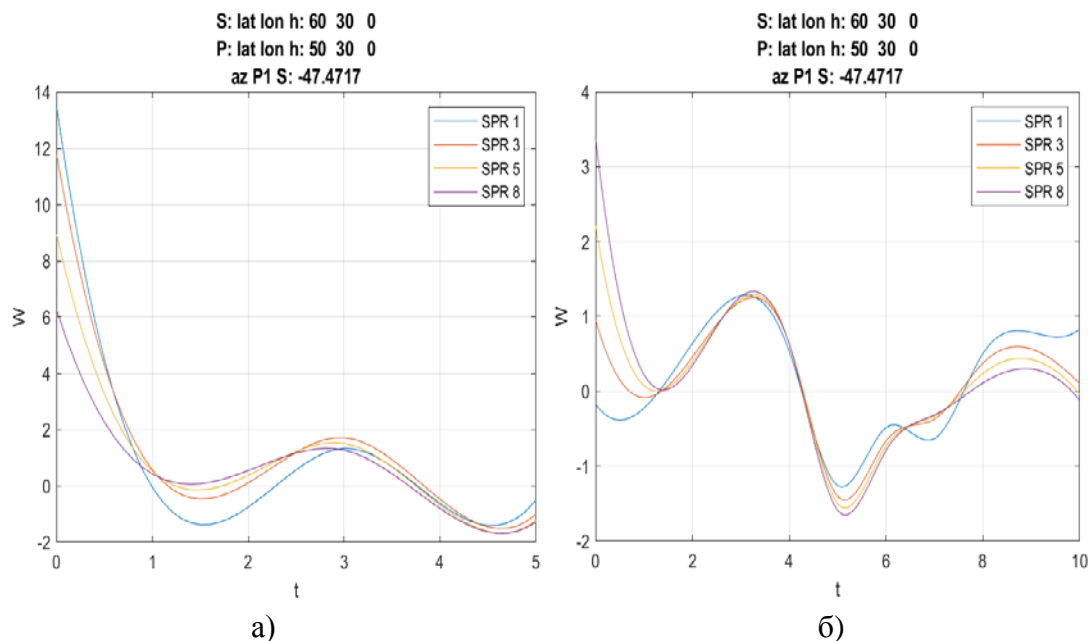 S: lat lon h: 60 30 0
P: lat lon h: 50 30 0
az P1 S: -47.4717
14
12
10
8
6
4
2
0
-2
W
0 1 2 3 4 5
t
SPR 1
SPR 3
SPR 5
SPR 8
а)
S: lat lon h: 60 30 0
P: lat lon h: 50 30 0
az P1 S: -47.4717
4
3
2
1
0
-1
-2
W
0 2 4 6 8 10
t
SPR 1
SPR 3
SPR 5
SPR 8
б)